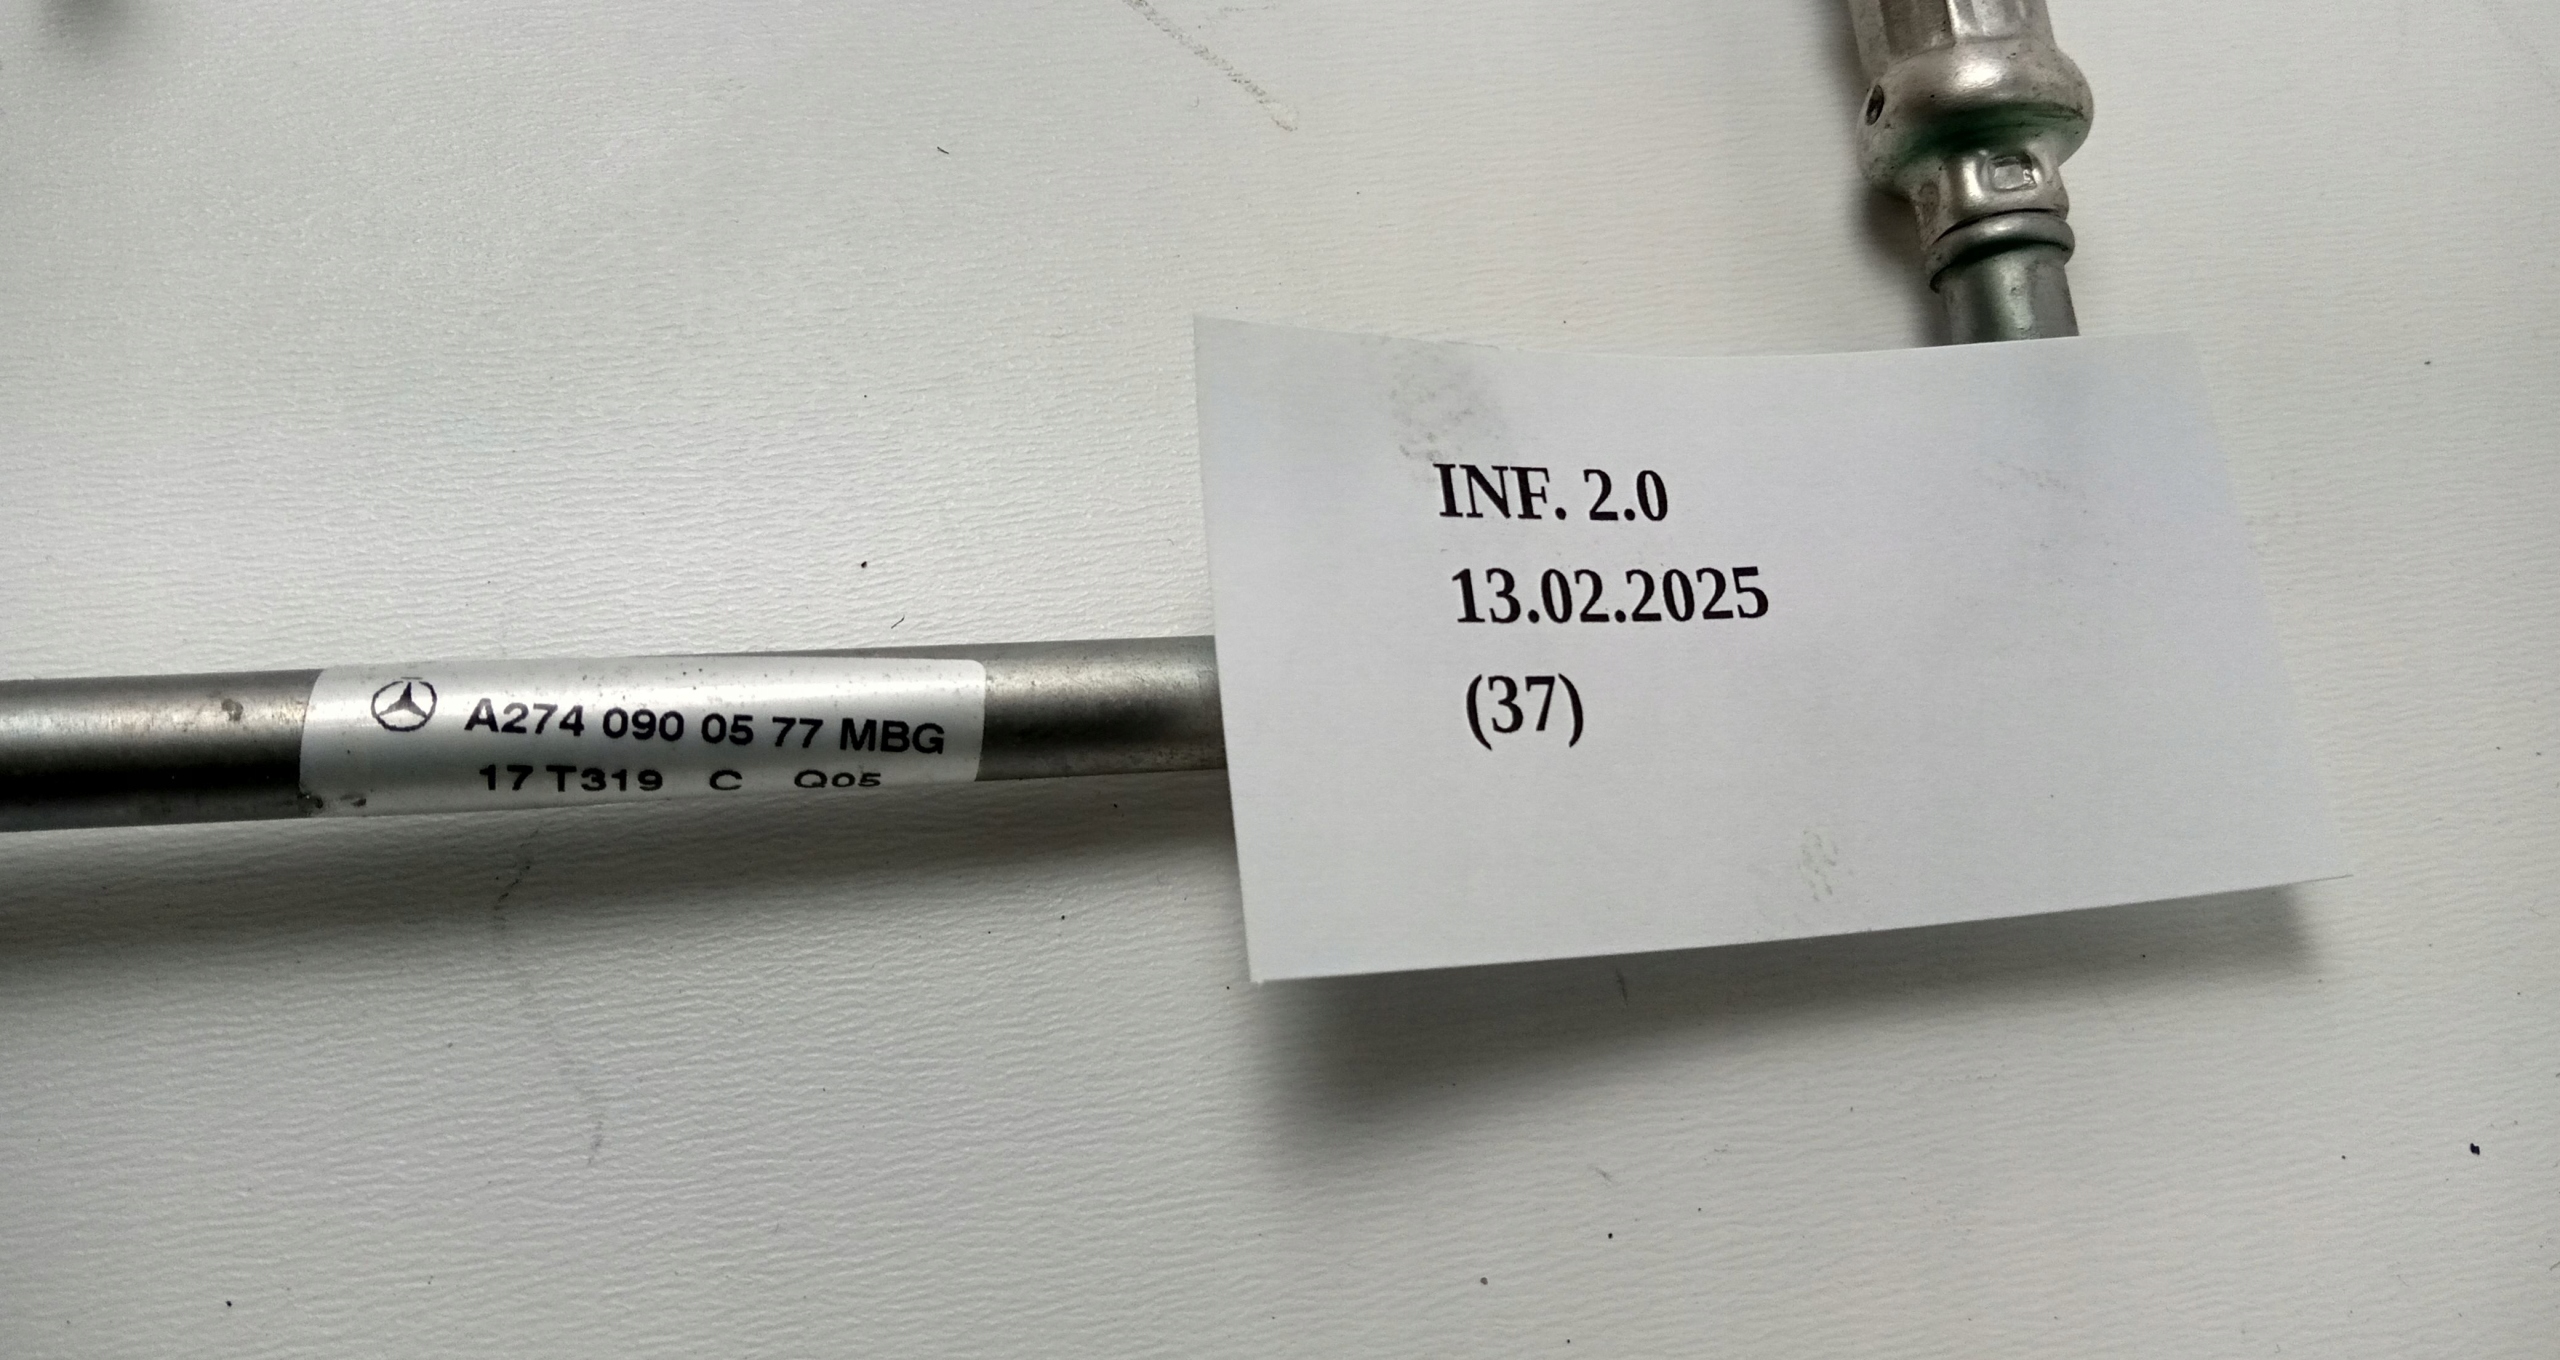 A274 090 05 77 MBG
17 T319 C Q05
INF. 2.0
13.02.2025
(37)